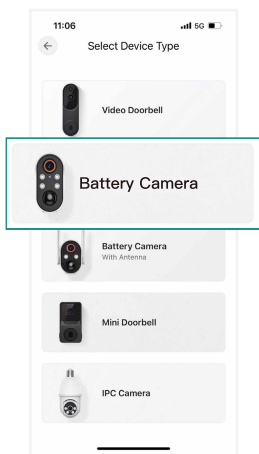 11:06
5G
Select Device Type
Video Doorbell
Battery Camera
Battery Camera
With Antenna
Mini Doorbell
IPC Camera